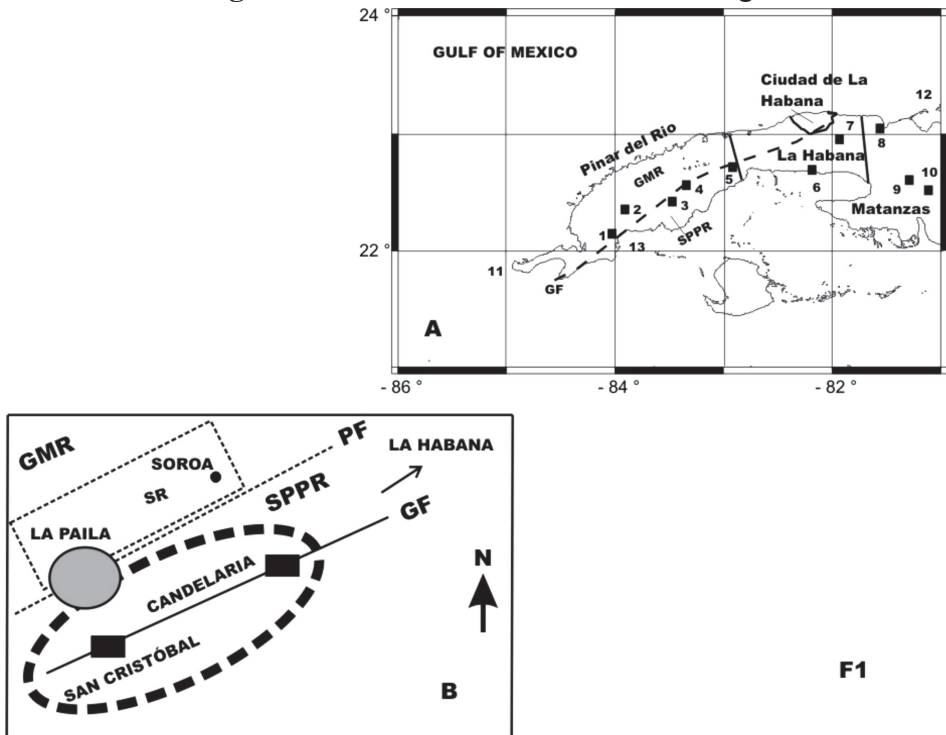 24 °
GULF OF MEXICO
Ciudad de La
Habana
12
Pinar del Rio
7
8
La Habana
GMR
5
4
6
9
10
2
3
Matanzas
1
SPPR
13
22 °
11
GF
A
- 86 °
- 84 °
- 82 °
GMR
PF
LA HABANA
SOROA
SR
SPPR
GF
LA PAILA
N
CANDELARIA
SAN CRISTÓBAL
B
F1